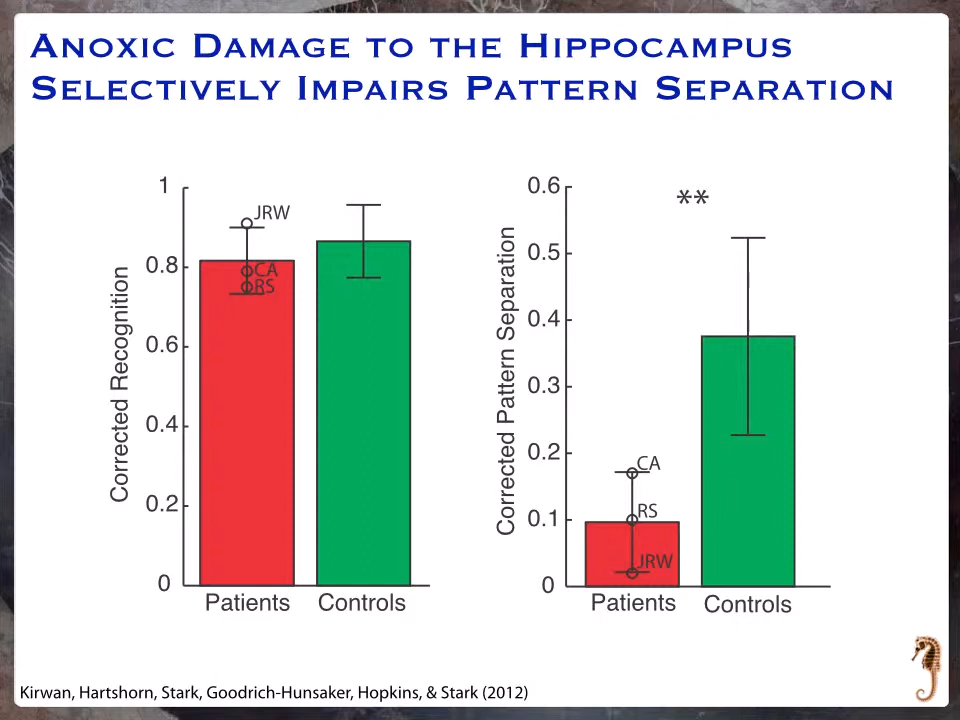 Anoxic Damage to the Hippocampus
Selectively Impairs Pattern Separation
1
0.8
0.6
0.4
0.2
0
Corrected Recognition
JRW
CA
RS
Patients
Controls
0.6
0.5
0.4
0.3
0.2
0.1
0
Corrected Pattern Separation
**
CA
RS
JRW
Patients
Controls
Kirwan, Hartshorn, Stark, Goodrich-Hunsaker, Hopkins, & Stark (2012)